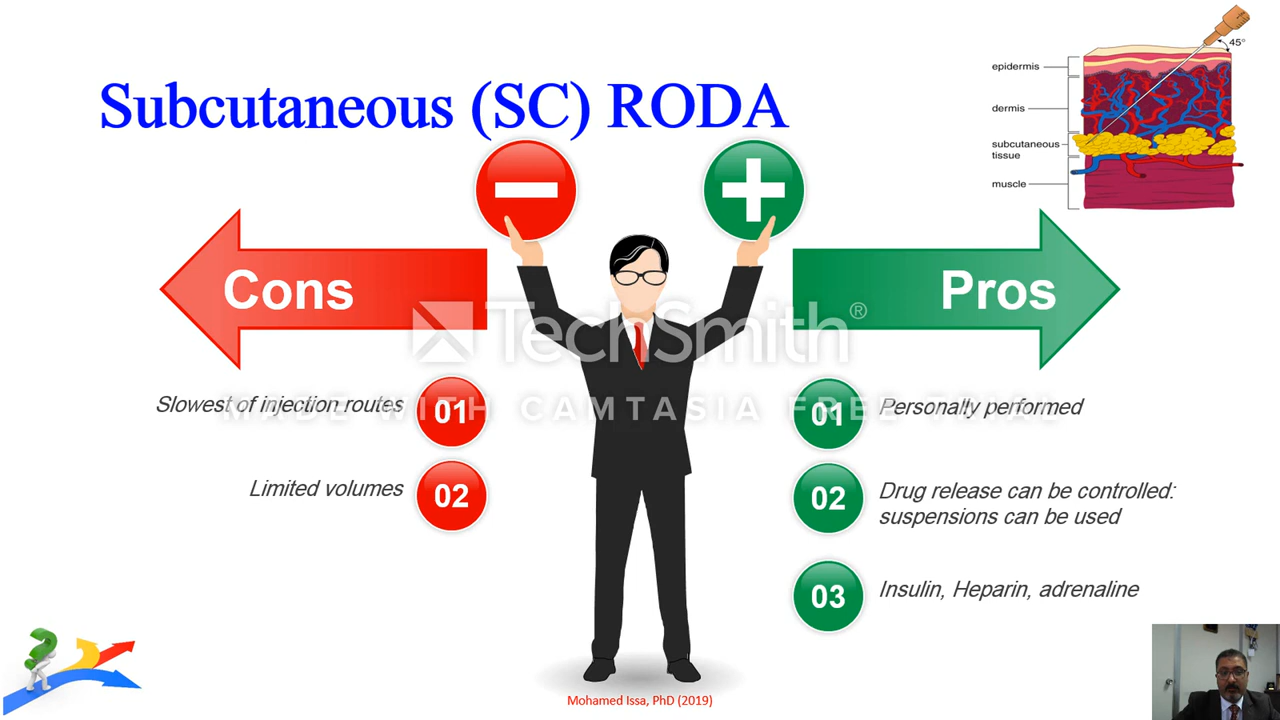 Subcutaneous (SC) RODA
45°
epidermis
dermis
subcutaneous
tissue
muscle
Cons
Pros
TechSmith®
MADE WITH CAMTASIA FREE TRIAL
Slowest of injection routes
01
Limited volumes
02
01
Personally performed
02
Drug release can be controlled:
suspensions can be used
03
Insulin, Heparin, adrenaline
Mohamed Issa, PhD (2019)